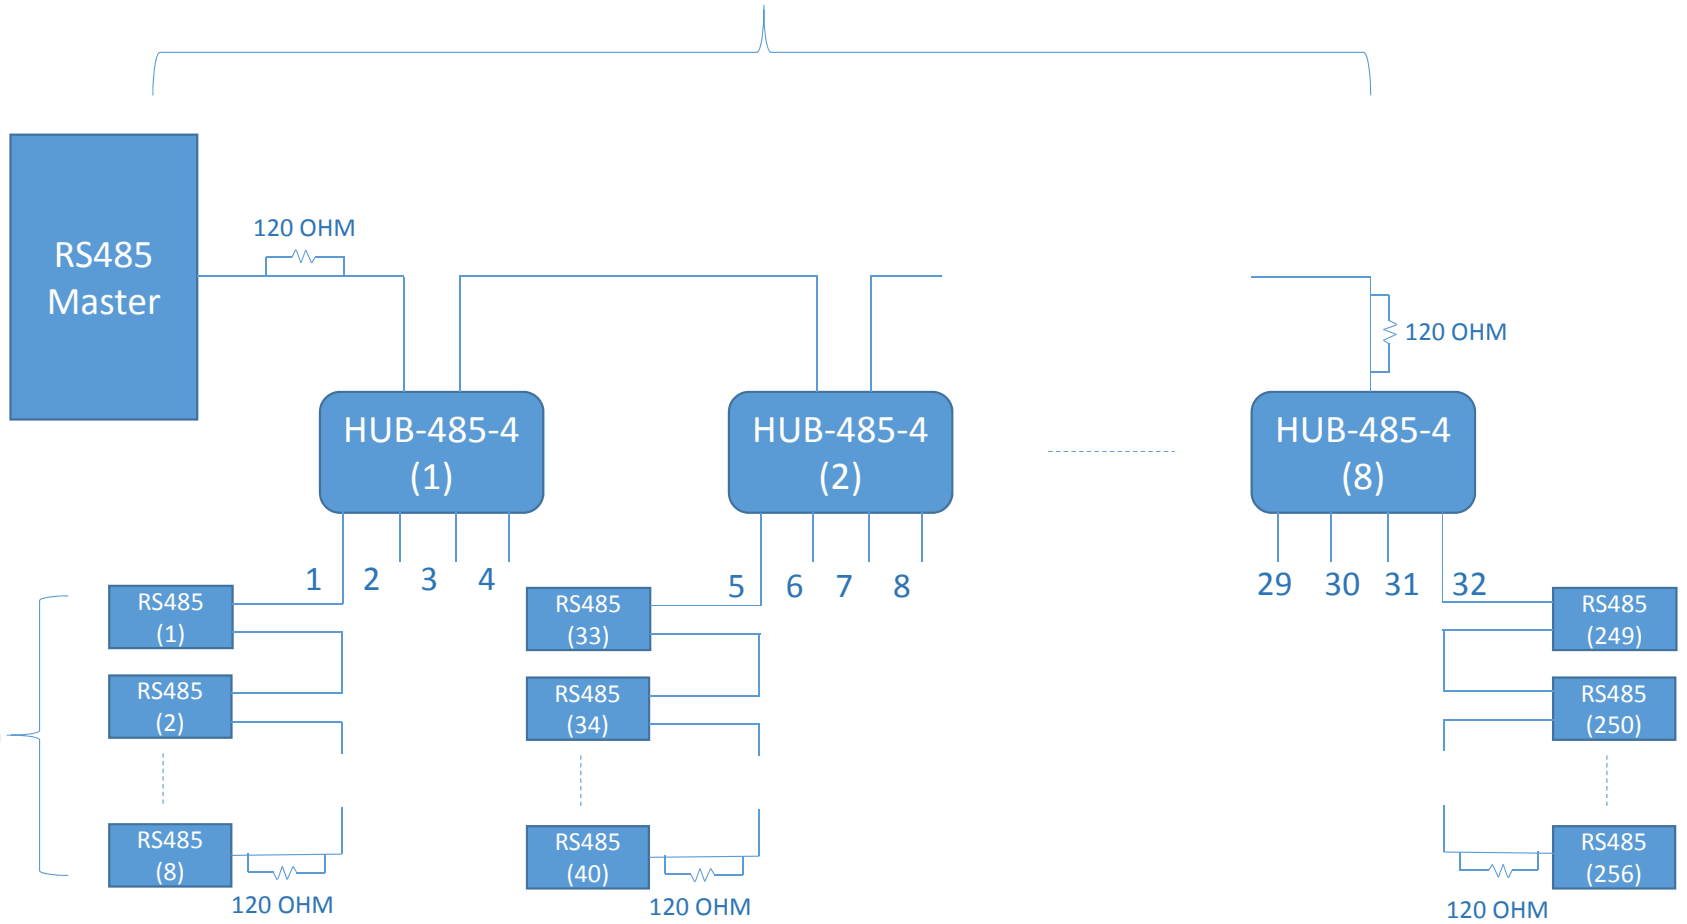 120 OHM
RS485
Master
120 OHM
HUB-485-4
(1)
HUB-485-4
(2)
HUB-485-4
(8)
1 2 3 4
5 6 7 8
29 30 31 32
RS485
(1)
RS485
(33)
RS485
(249)
RS485
(2)
RS485
(34)
RS485
(250)
RS485
(8)
RS485
(40)
RS485
(256)
120 OHM
120 OHM
120 OHM